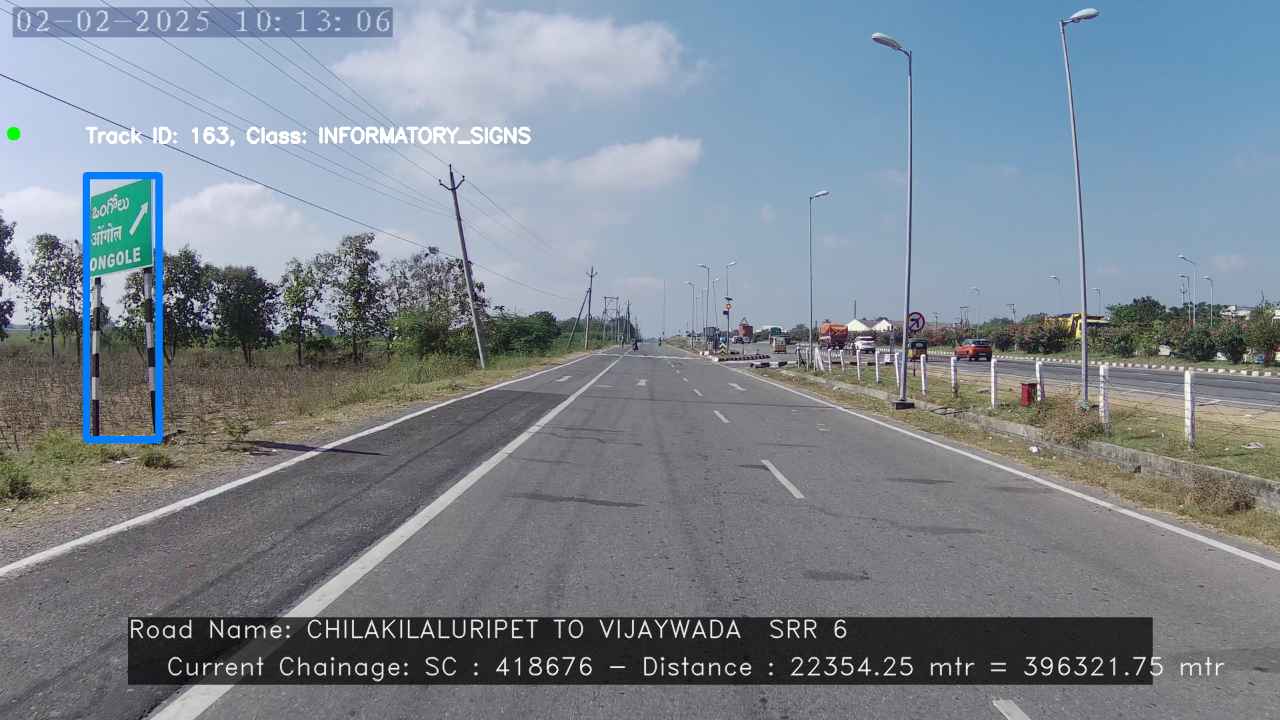 02-02-2025 10:13:06
Track ID: 163, Class: INFORMATORY_SIGNS
ఒంగోలు
ओंगोल
ONGOLE
Road Name: CHILAKILALURIPET TO VIJAYWADA SRR 6
Current Chainage: SC : 418676 - Distance : 22354.25 mtr = 396321.75 mtr